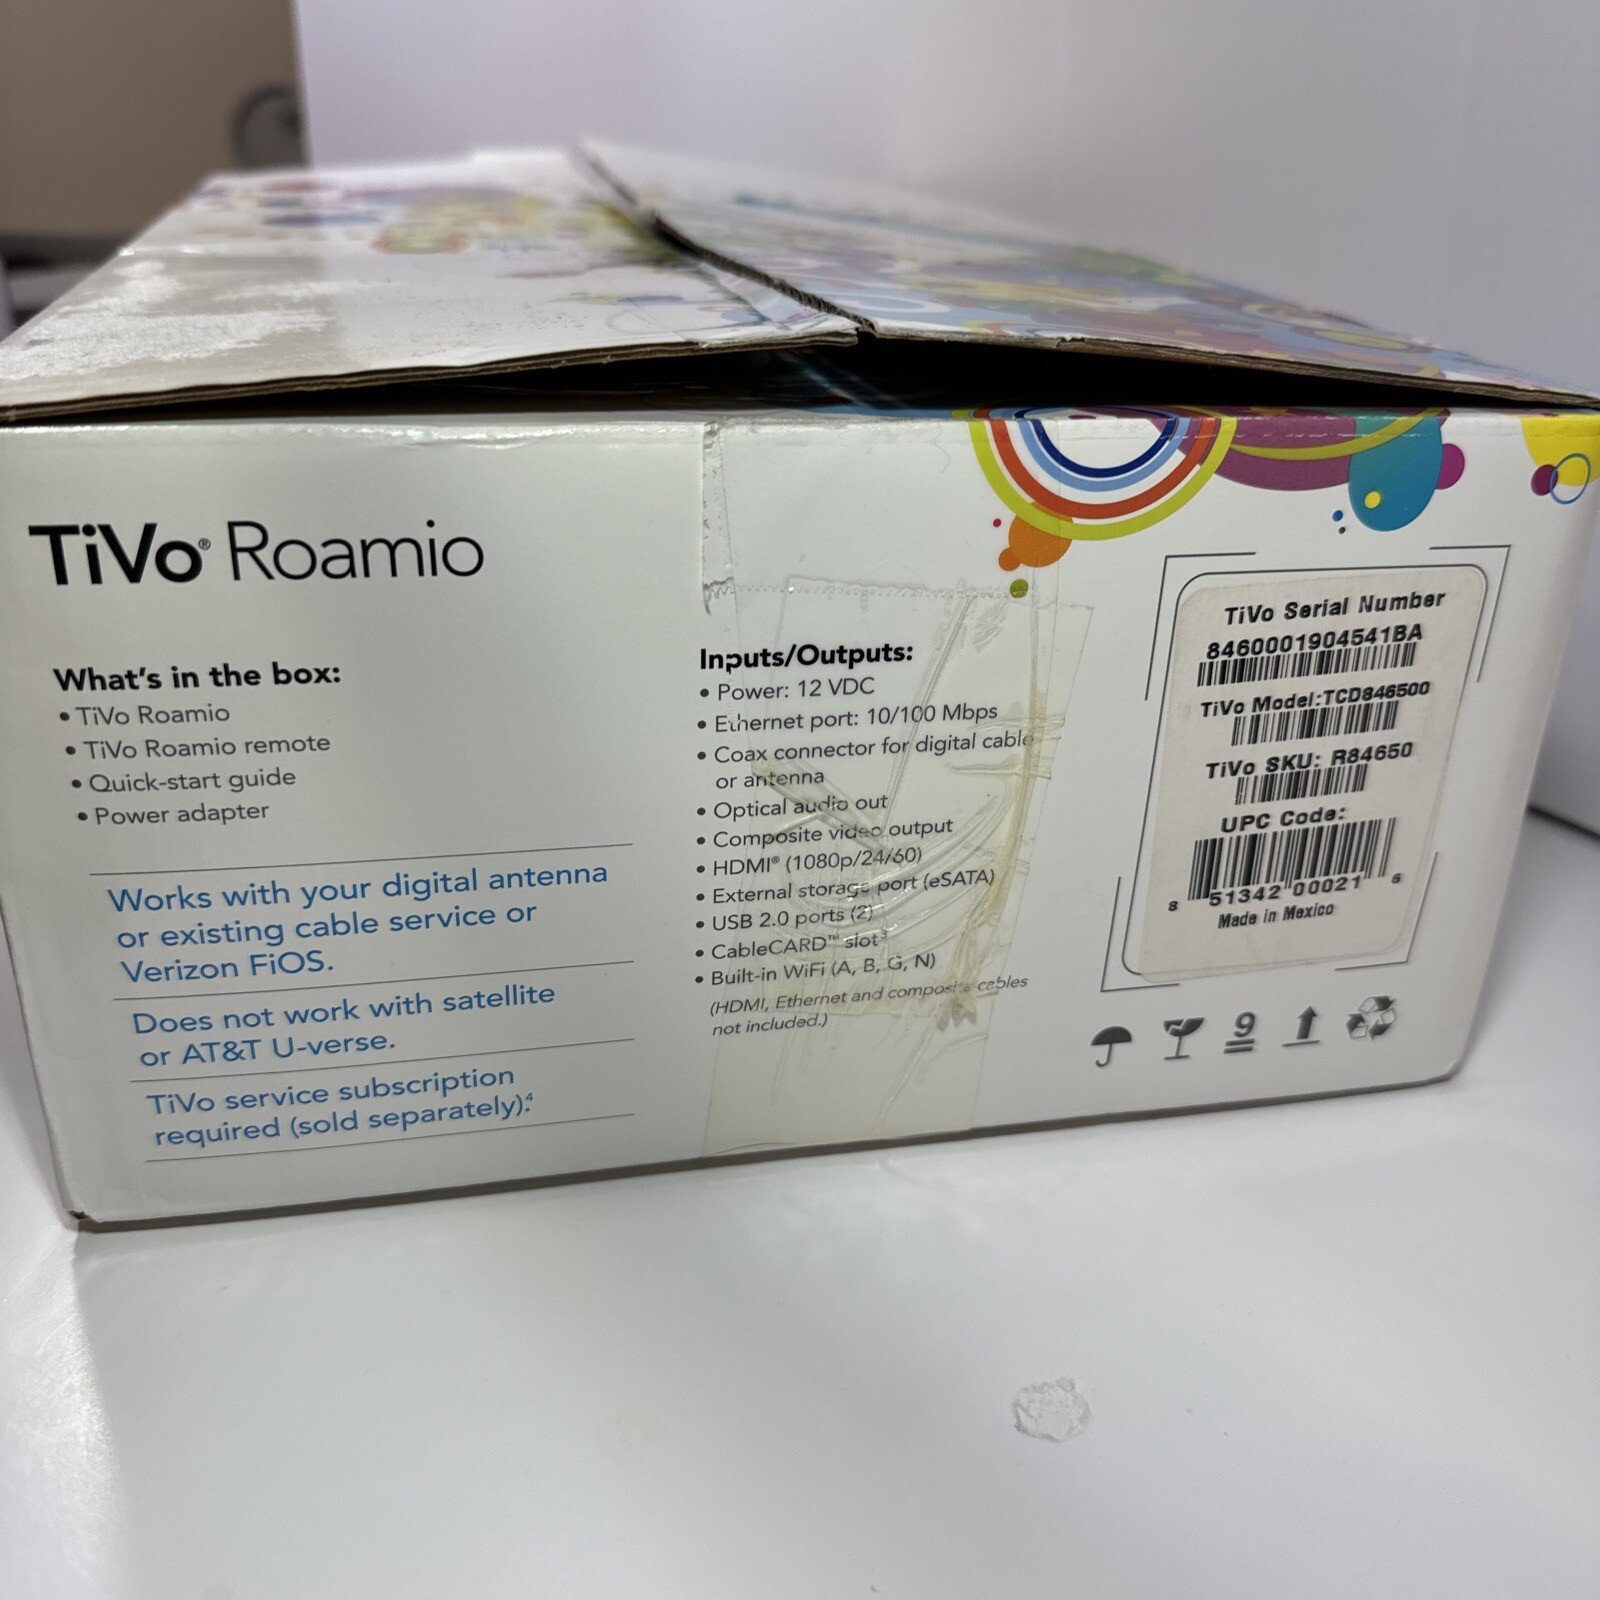 TiVo® Roamio
What's in the box:
• TiVo Roamio
• TiVo Roamio remote
• Quick-start guide
• Power adapter
Works with your digital antenna
or existing cable service or
Verizon FiOS.
Does not work with satellite
or AT&T U-verse.
TiVo service subscription
required (sold separately).⁴
Inputs/Outputs:
• Power: 12 VDC
• Ethernet port: 10/100 Mbps
• Coax connector for digital cable
or antenna
• Optical audio out
• Composite video output
• HDMI® (1080p/24/60)
• External storage port (eSATA)
• USB 2.0 ports (2)
• CableCARD™ slot³
• Built-in WiFi (A, B, G, N)
(HDMI, Ethernet and composite cables
not included.)
TiVo Serial Number
8460001904541BA
TiVo Model:TCD846500
TiVo SKU: R84650
UPC Code:
8 51342 00021 6
Made in Mexico
9